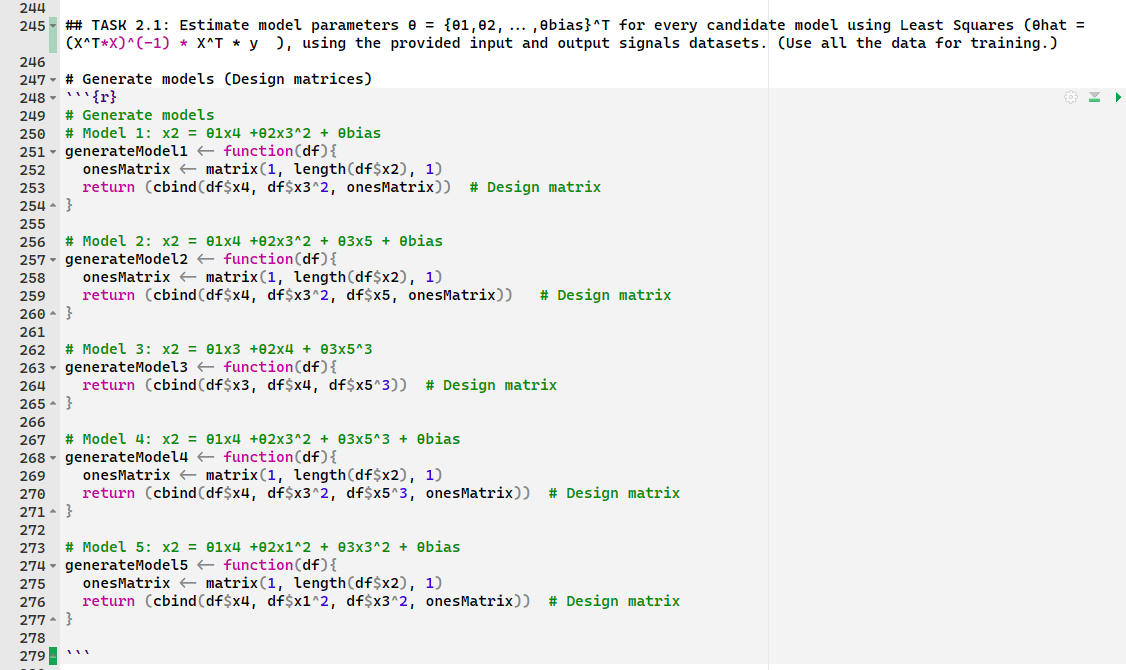 244
245 ## TASK 2.1: Estimate model parameters θ = {θ1,θ2,...,θbias}^T for every candidate model using Least Squares (θhat =
(X^T*X)^(-1) * X^T * y  ), using the provided input and output signals datasets. (Use all the data for training.)
246
247 # Generate models (Design matrices)
248 ```{r}
249 # Generate models
250 # Model 1: x2 = θ1x4 +θ2x3^2 + θbias
251 generateModel1 <- function(df){
252   onesMatrix <- matrix(1, length(df$x2), 1)
253   return (cbind(df$x4, df$x3^2, onesMatrix))  # Design matrix
254 }
255
256 # Model 2: x2 = θ1x4 +θ2x3^2 + θ3x5 + θbias
257 generateModel2 <- function(df){
258   onesMatrix <- matrix(1, length(df$x2), 1)
259   return (cbind(df$x4, df$x3^2, df$x5, onesMatrix))   # Design matrix
260 }
261
262 # Model 3: x2 = θ1x3 +θ2x4 + θ3x5^3
263 generateModel3 <- function(df){
264   return (cbind(df$x3, df$x4, df$x5^3))  # Design matrix
265 }
266
267 # Model 4: x2 = θ1x4 +θ2x3^2 + θ3x5^3 + θbias
268 generateModel4 <- function(df){
269   onesMatrix <- matrix(1, length(df$x2), 1)
270   return (cbind(df$x4, df$x3^2, df$x5^3, onesMatrix))  # Design matrix
271 }
272
273 # Model 5: x2 = θ1x4 +θ2x1^2 + θ3x3^2 + θbias
274 generateModel5 <- function(df){
275   onesMatrix <- matrix(1, length(df$x2), 1)
276   return (cbind(df$x4, df$x1^2, df$x3^2, onesMatrix))  # Design matrix
277 }
278
279 ```